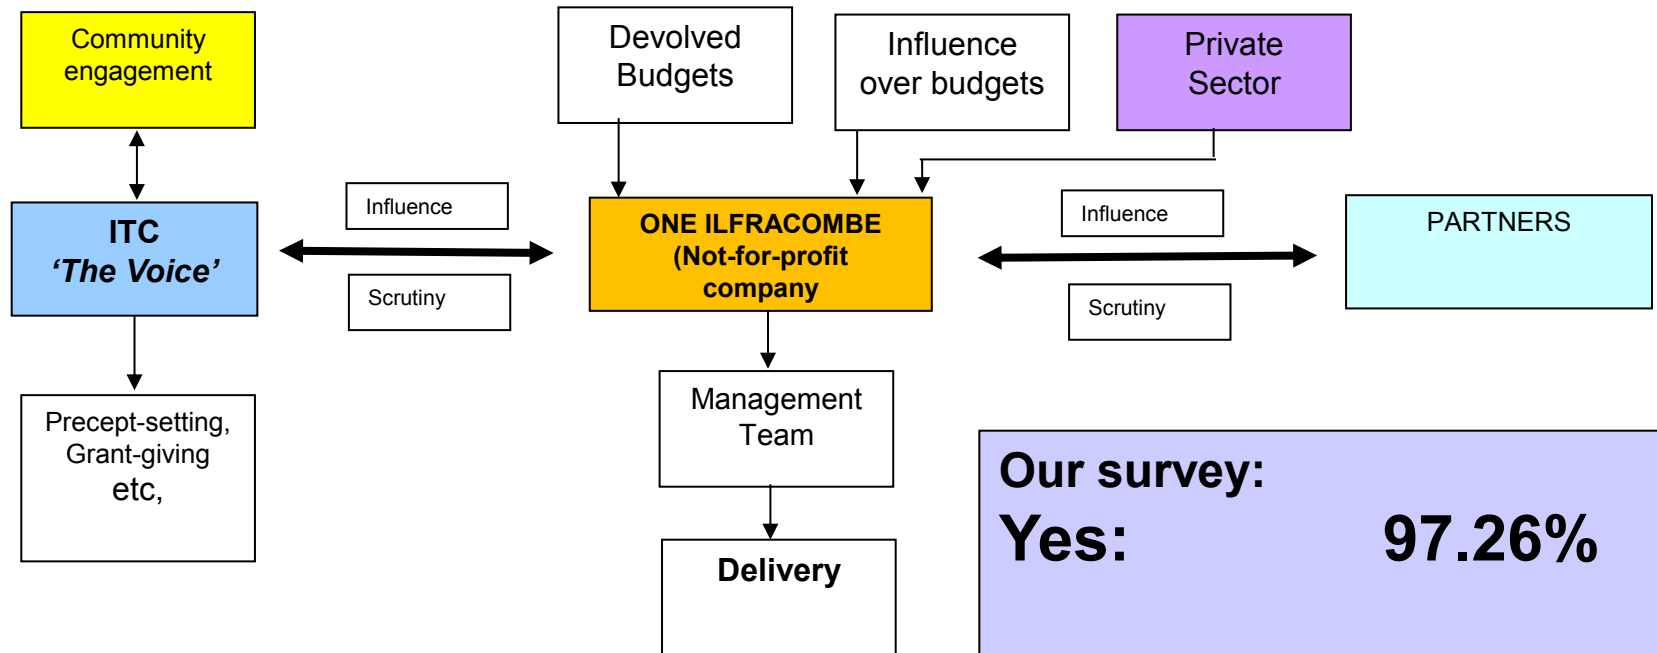 Community
engagement
Devolved
Budgets
Influence
over budgets
Private
Sector
ITC
‘The Voice’
Influence
Scrutiny
ONE ILFRACOMBE
(Not-for-profit
company
Influence
Scrutiny
PARTNERS
Precept-setting,
Grant-giving
etc,
Management
Team
Delivery
Our survey:
Yes: 97.26%